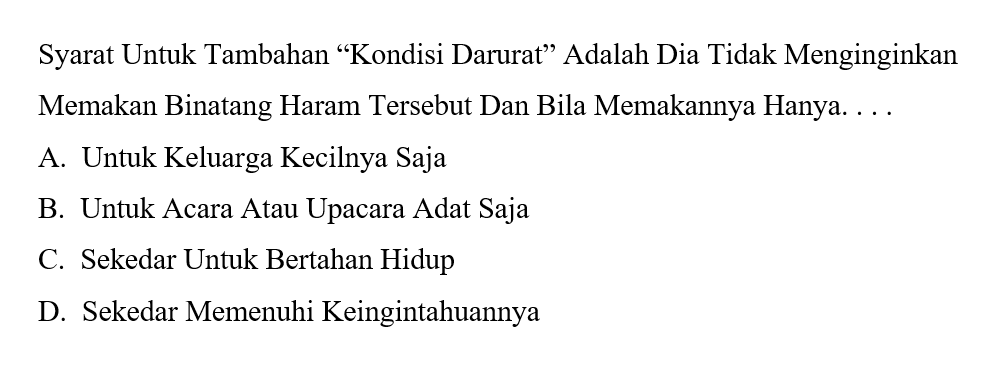 Syarat Untuk Tambahan “Kondisi Darurat” Adalah Dia Tidak Menginginkan
Memakan Binatang Haram Tersebut Dan Bila Memakannya Hanya. . . .
A. Untuk Keluarga Kecilnya Saja
B. Untuk Acara Atau Upacara Adat Saja
C. Sekedar Untuk Bertahan Hidup
D. Sekedar Memenuhi Keingintahuannya